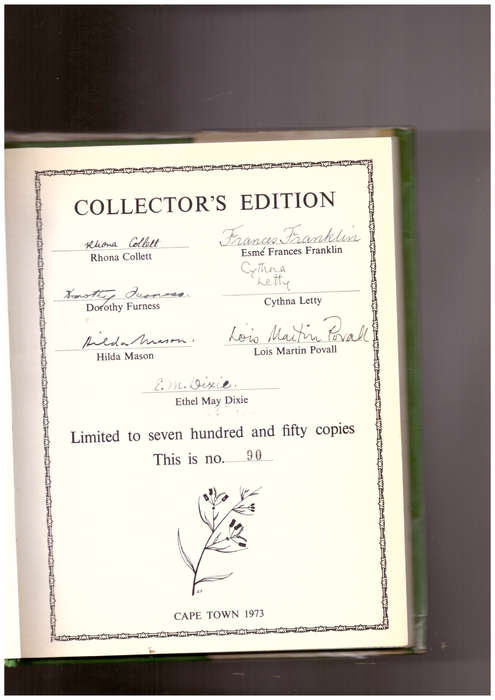 COLLECTOR'S EDITION
Rhona Collett Frances Franklin
Rhona Collett Esmé Frances Franklin
Cythna
Letty
Dorothy Furness.
Dorothy Furness Cythna Letty
Hilda Mason. Lois Martin Povall
Hilda Mason Lois Martin Povall
E. M. Dixie.
Ethel May Dixie
Limited to seven hundred and fifty copies
This is no. 90
CAPE TOWN 1973